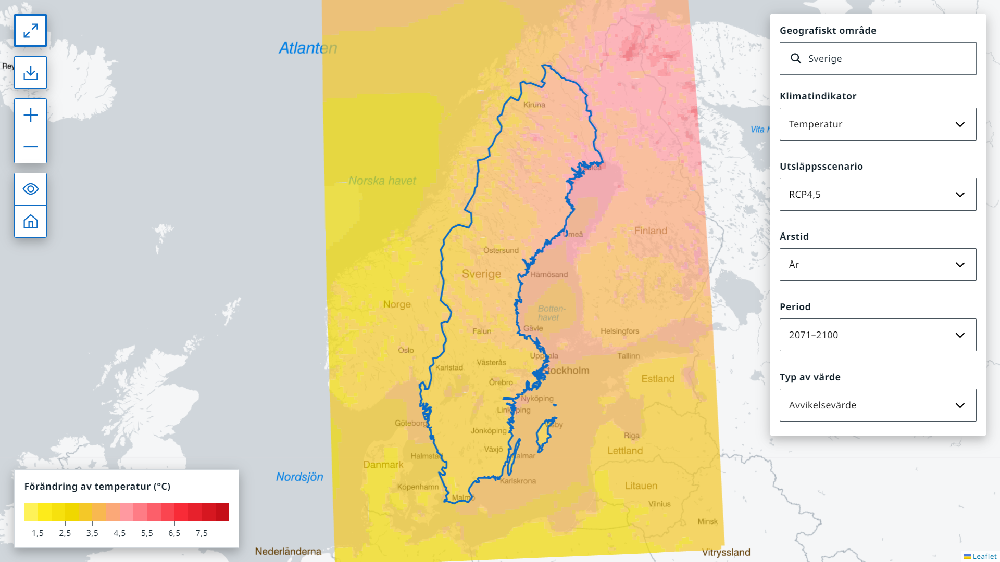 Rey
Atlanten
Norska havet
Kiruna
Luleå
Umeå
Finland
Östersund
Sverige
Härnösand
Norge
Botten-
havet
Falun
Gävle
Helsingfors
Oslo
Uppsala
Tallinn
Karlstad
Västerås
Stockholm
Örebro
Estland
Nyköping
Linköping
Göteborg
Visby
Jönköping
Riga
Växjö
Lettland
Halmstad
Kalmar
Danmark
Nordsjön
Karlskrona
Köpenhamn
Litauen
Malmö
Vilnius
Minsk
Nederländerna
Vitryssland
Vita h
Geografiskt område
Sverige
Klimatindikator
Temperatur
Utsläppsscenario
RCP4,5
Årstid
År
Period
2071–2100
Typ av värde
Avvikelsevärde
Förändring av temperatur (°C)
1,5 2,5 3,5 4,5 5,5 6,5 7,5
Leaflet